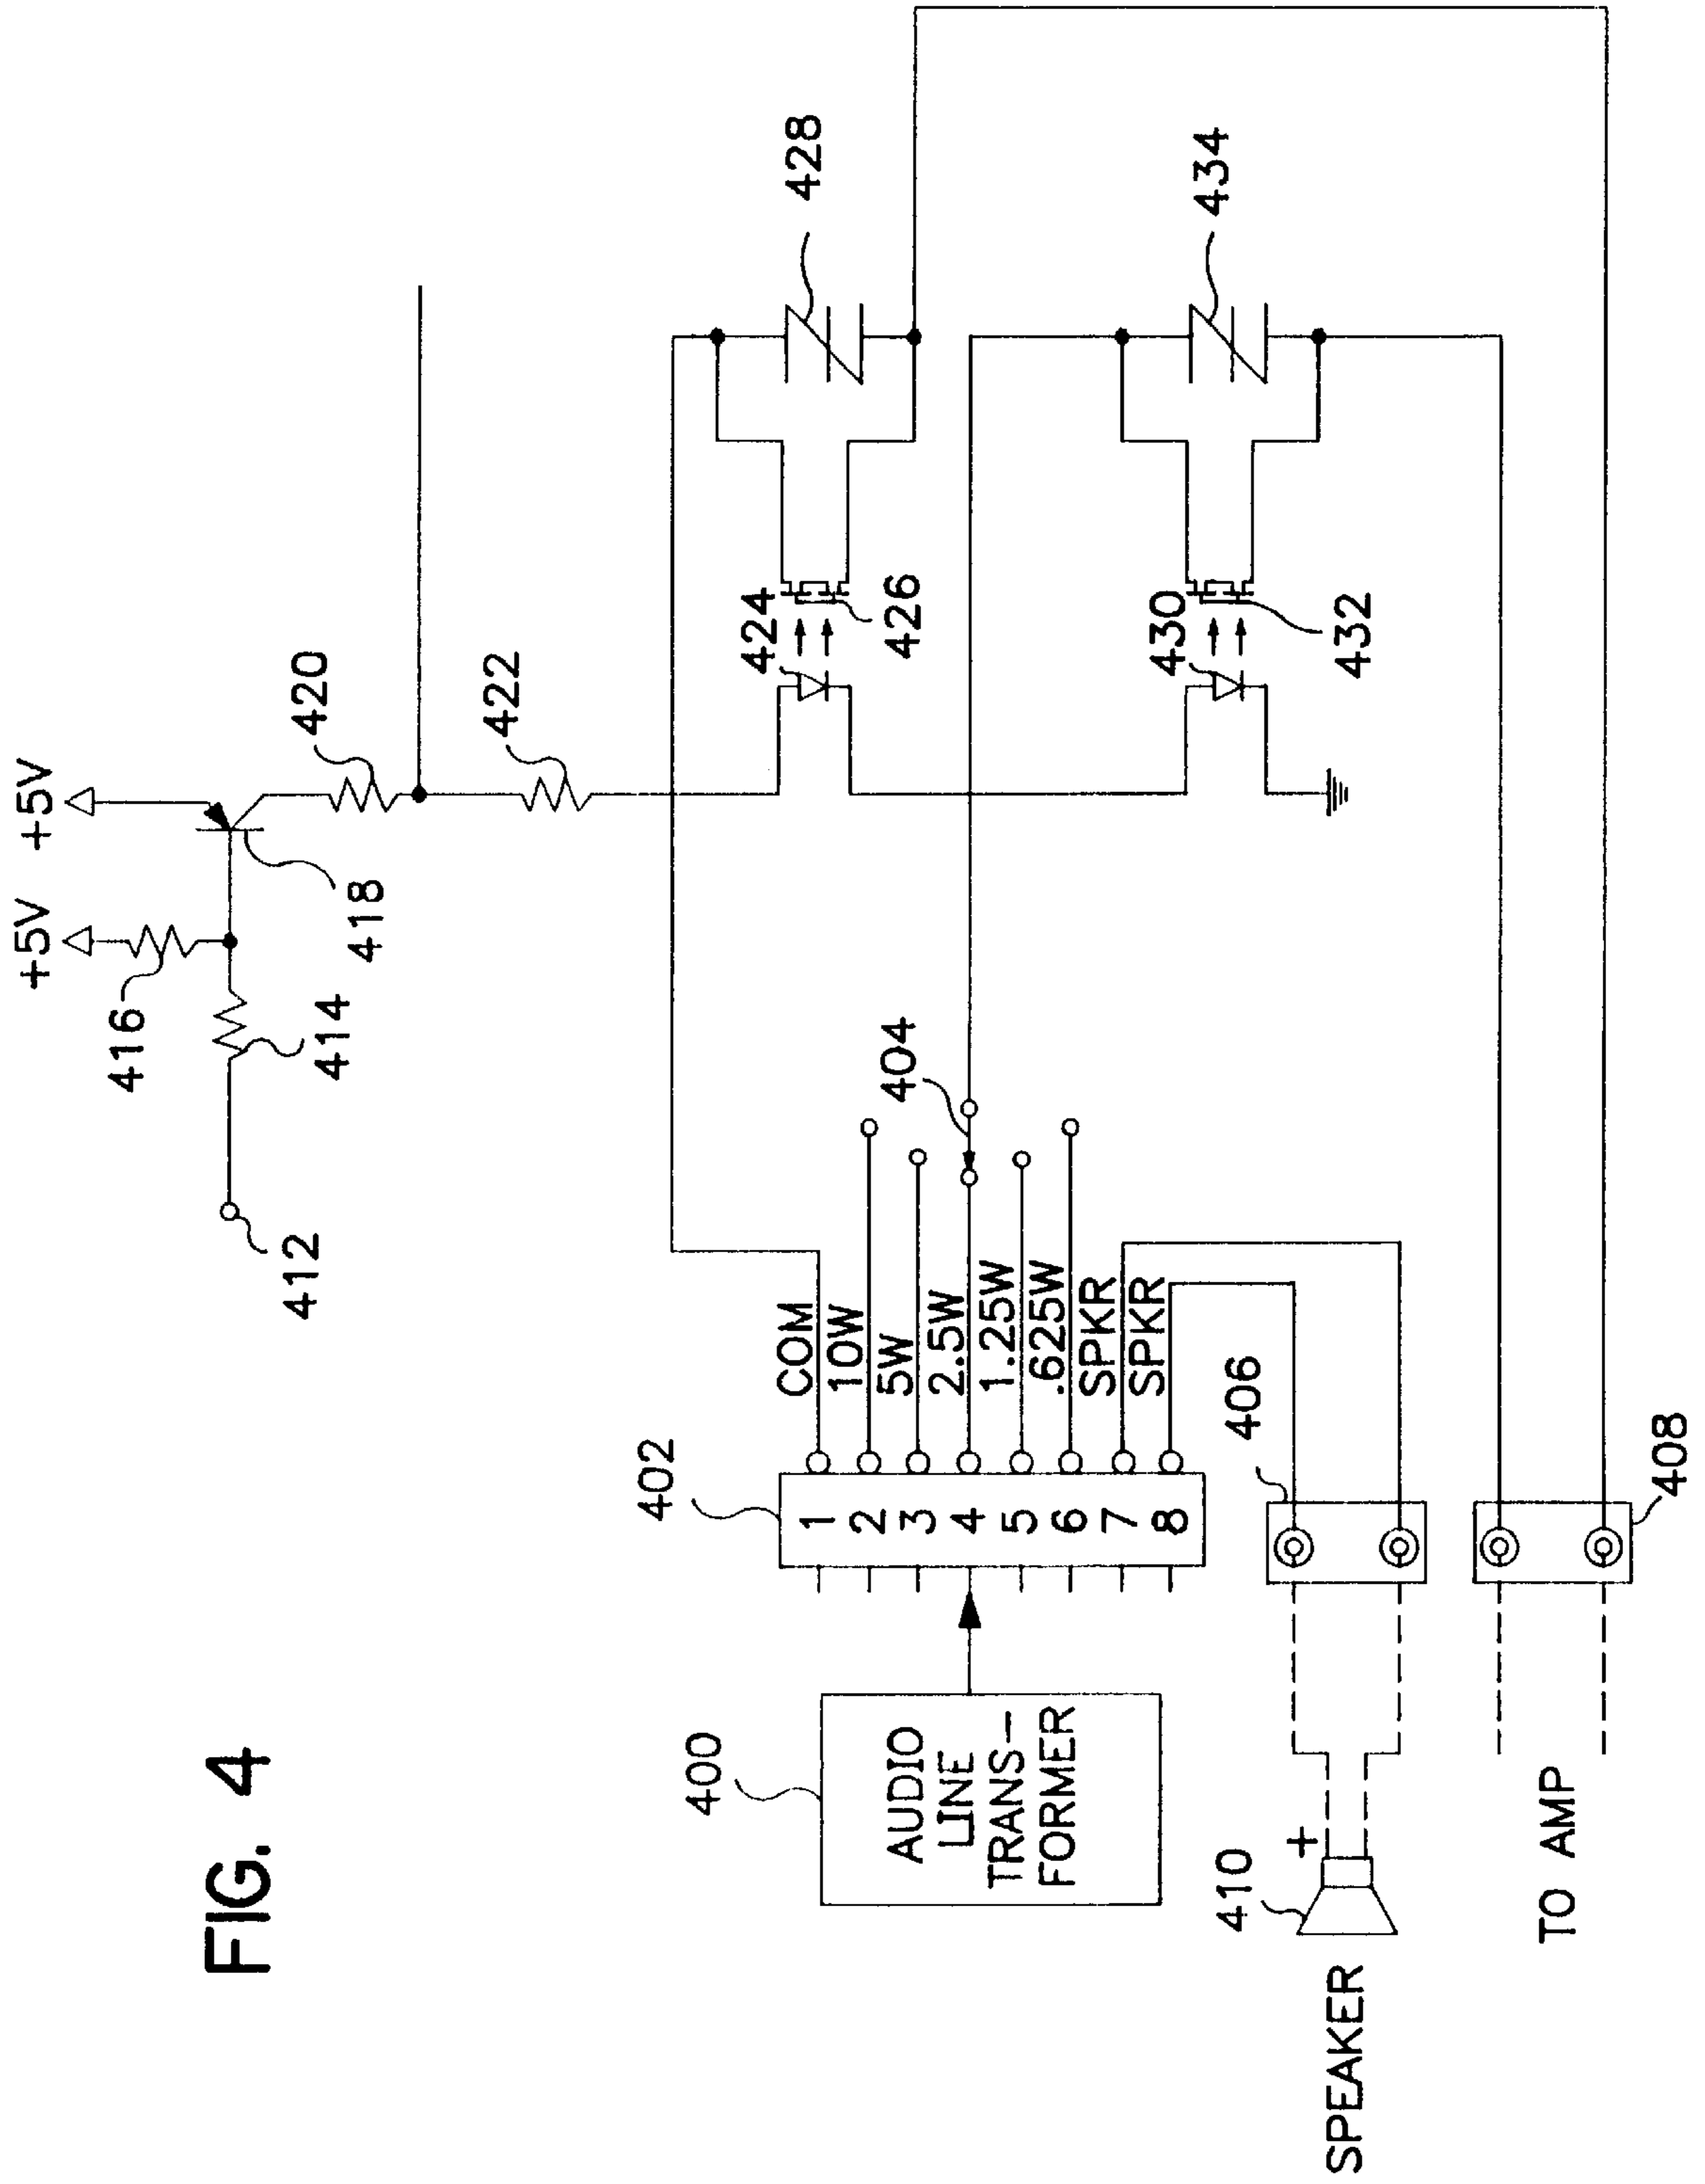 FIG. 4
+5V
+5V
416
414
418
412
420
422
424
426
428
430
432
434
404
COM
10W
5W
2.5W
1.25W
.625W
SPKR
SPKR
402
1
2
3
4
5
6
7
8
406
408
400
AUDIO
LINE
TRANS-
FORMER
410
+
SPEAKER
TO AMP